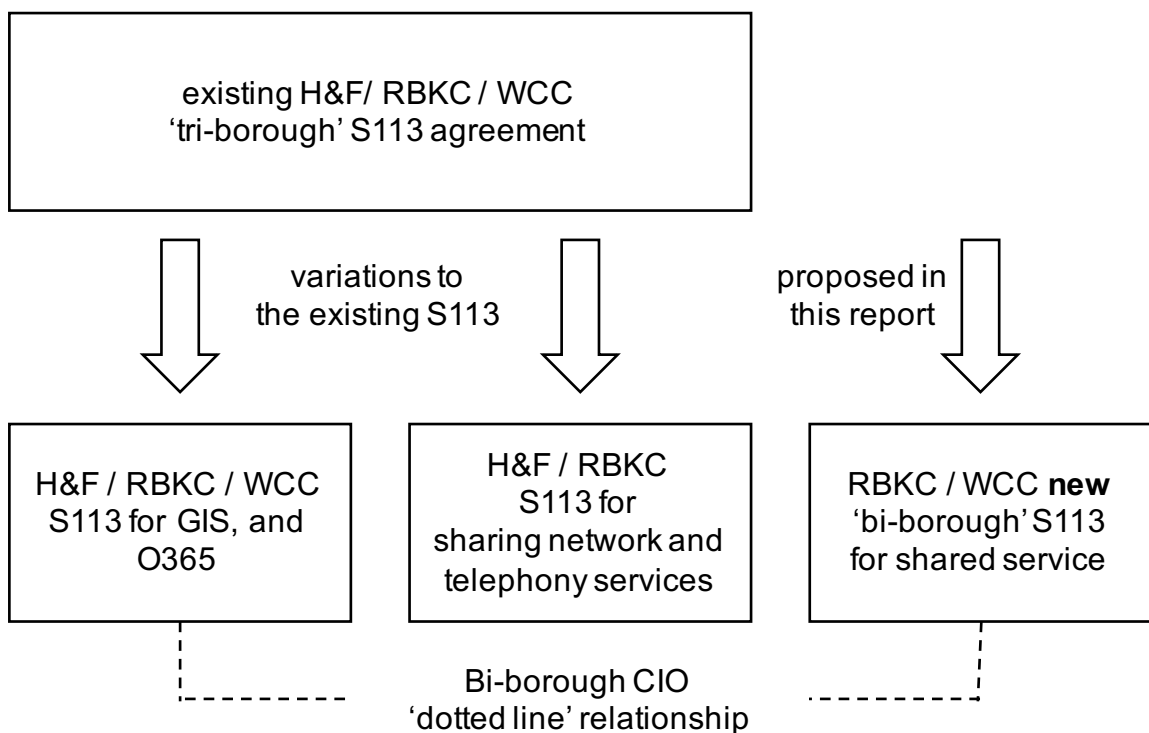 existing H&F/ RBKC / WCC
‘tri-borough’ S113 agreement
variations to
the existing S113
proposed in
this report
H&F / RBKC / WCC
S113 for GIS, and
O365
H&F / RBKC
S113 for
sharing network and
telephony services
RBKC / WCC new
‘bi-borough’ S113
for shared service
Bi-borough CIO
‘dotted line’ relationship